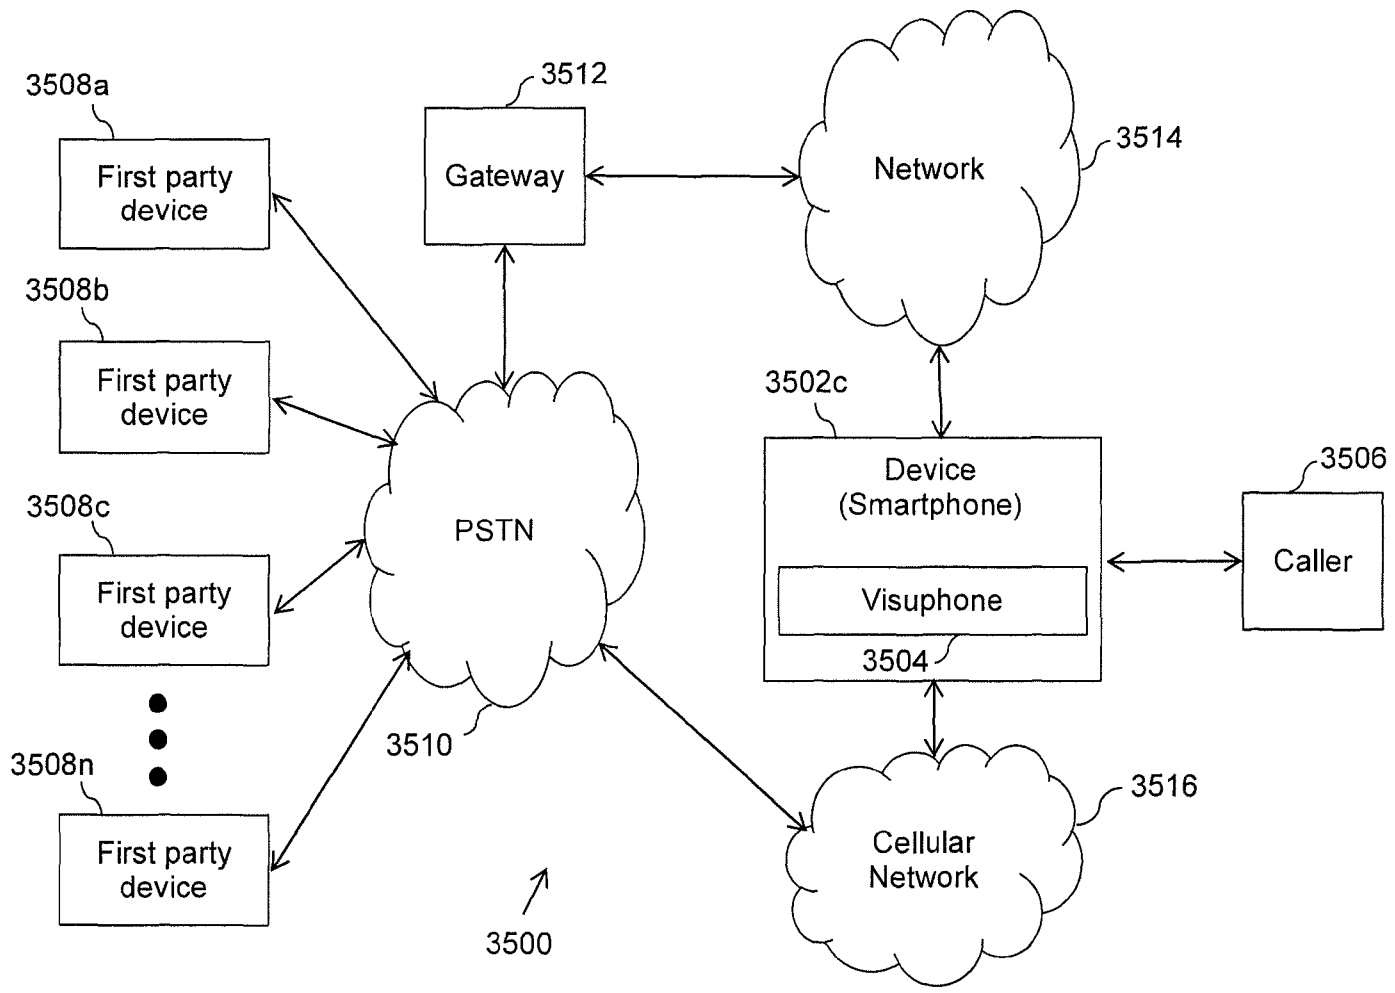 3508a
First party
device
3512
Gateway
Network
3514
3508b
First party
device
3502c
Device
(Smartphone)
3506
Caller
3508c
First party
device
PSTN
Visuphone
3504
3510
3508n
First party
device
3516
Cellular
Network
3500